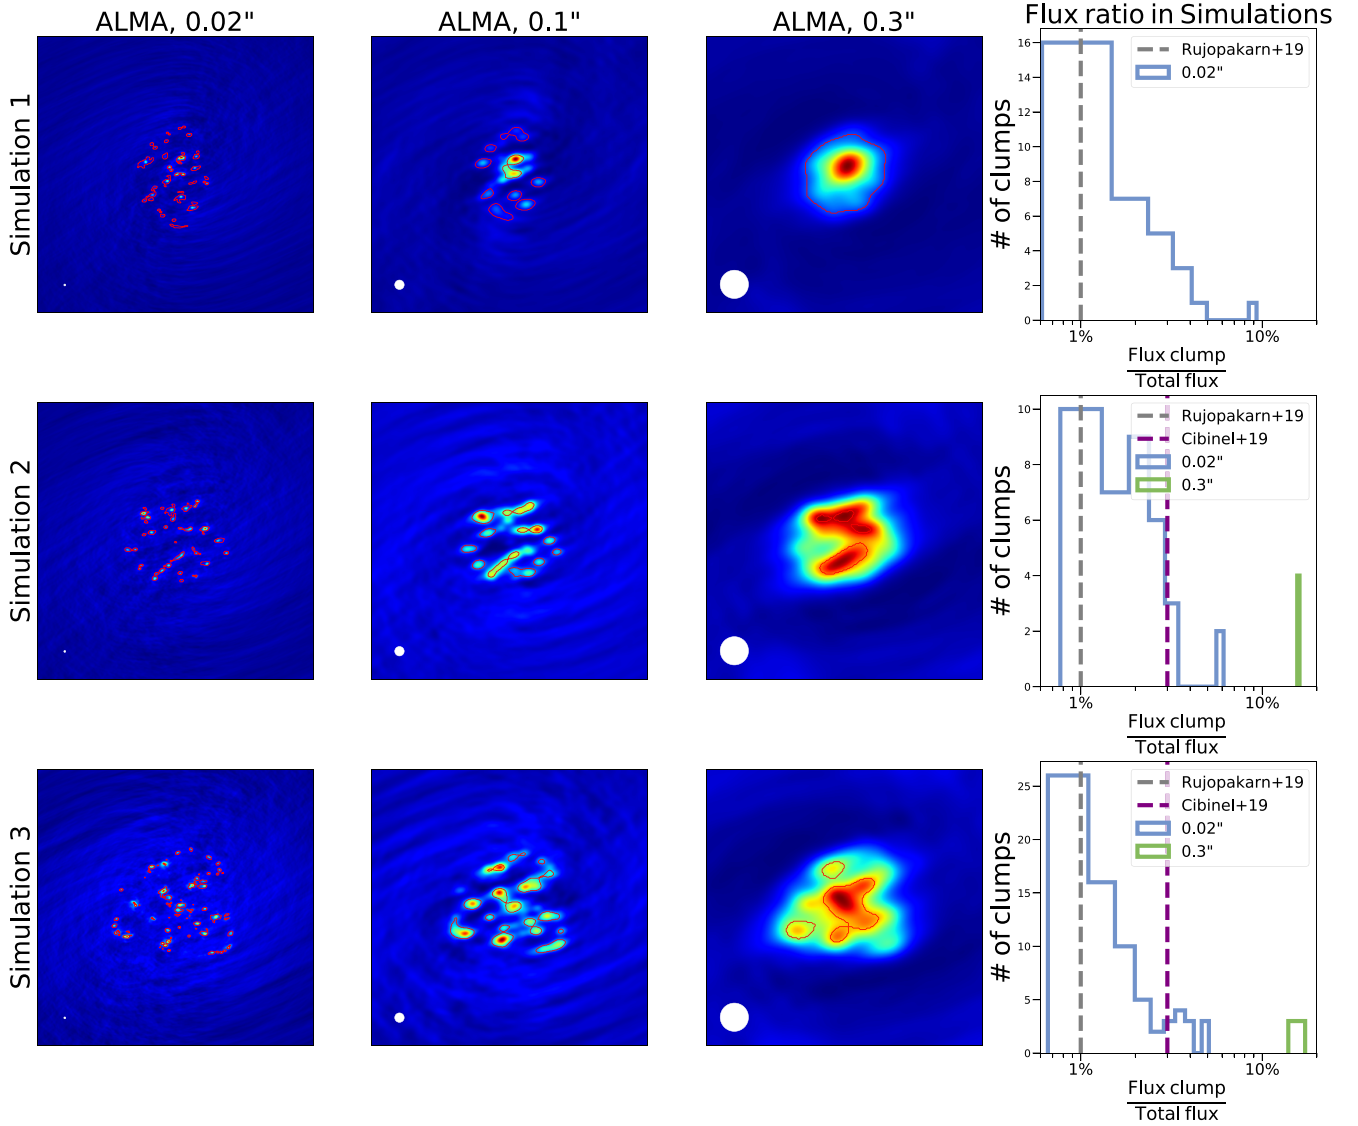 ALMA, 0.02"
ALMA, 0.1"
ALMA, 0.3"
Flux ratio in Simulations
Simulation 1
# of clumps
16
14
12
10
8
6
4
2
0
Rujopakarn+19
0.02"
1%
10%
Flux clump
Total flux
Simulation 2
# of clumps
10
8
6
4
2
0
Rujopakarn+19
Cibinel+19
0.02"
0.3"
1%
10%
Flux clump
Total flux
Simulation 3
# of clumps
25
20
15
10
5
0
Rujopakarn+19
Cibinel+19
0.02"
0.3"
1%
10%
Flux clump
Total flux